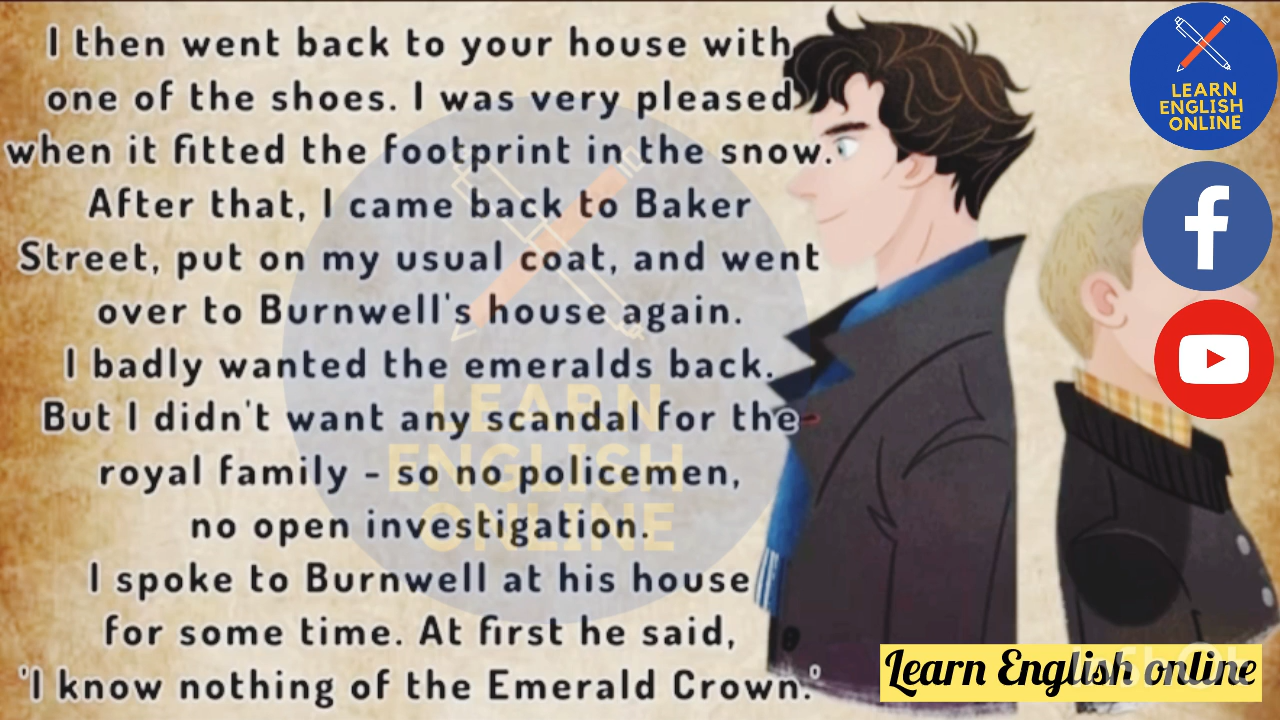 I then went back to your house with
one of the shoes. I was very pleased
when it fitted the footprint in the snow.
After that, I came back to Baker
Street, put on my usual coat, and went
over to Burnwell's house again.
I badly wanted the emeralds back.
But I didn't want any scandal for the
royal family - so no policemen,
no open investigation.
I spoke to Burnwell at his house
for some time. At first he said,
'I know nothing of the Emerald Crown.'
LEARN
ENGLISH
ONLINE
LEARN
ENGLISH
ONLINE
f
Learn English online